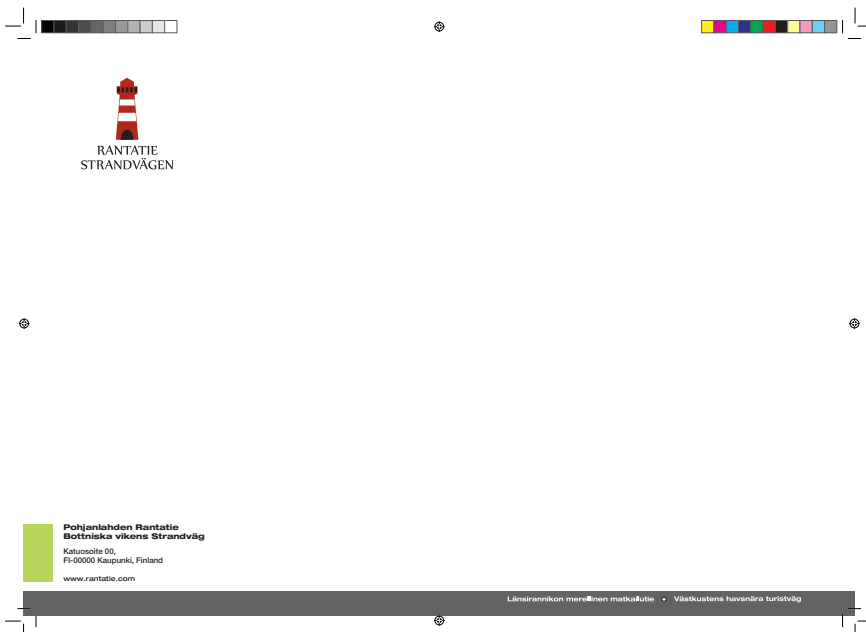 RANTATIE
STRANDVÄGEN
Pohjanlahden Rantatie
Bottniska vikens Strandväg
Katuosoite 00,
FI-00000 Kaupunki, Finland
www.rantatie.com
Länsirannikon merellinen matkailutie Västkustens havsnära turistväg